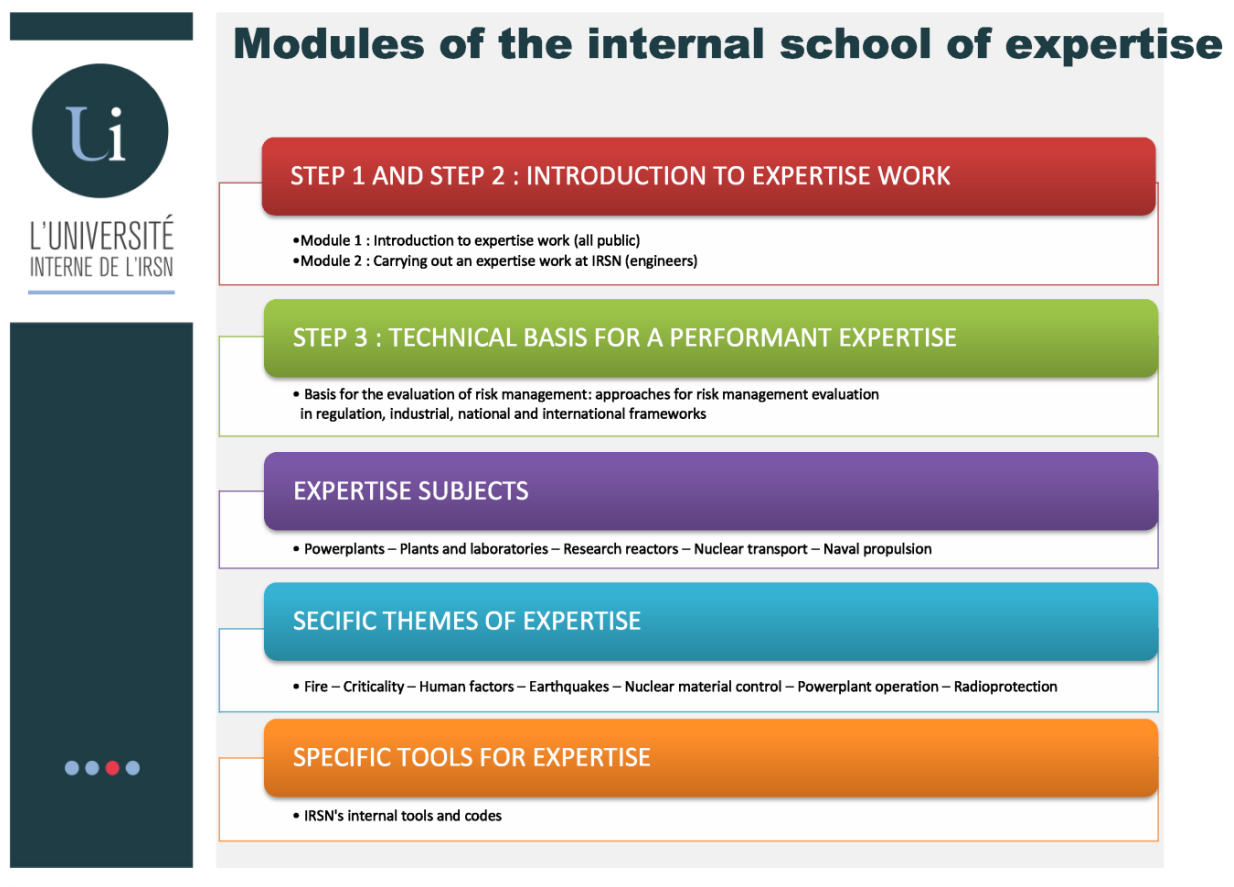 Modules of the internal school of expertise
Ui
L'UNIVERSITÉ
INTERNE DE L'IRSN
STEP 1 AND STEP 2 : INTRODUCTION TO EXPERTISE WORK
•Module 1 : Introduction to expertise work (all public)
•Module 2 : Carrying out an expertise work at IRSN (engineers)
STEP 3 : TECHNICAL BASIS FOR A PERFORMANT EXPERTISE
• Basis for the evaluation of risk management: approaches for risk management evaluation
in regulation, industrial, national and international frameworks
EXPERTISE SUBJECTS
• Powerplants – Plants and laboratories – Research reactors – Nuclear transport – Naval propulsion
SECIFIC THEMES OF EXPERTISE
• Fire – Criticality – Human factors – Earthquakes – Nuclear material control – Powerplant operation – Radioprotection
SPECIFIC TOOLS FOR EXPERTISE
• IRSN's internal tools and codes